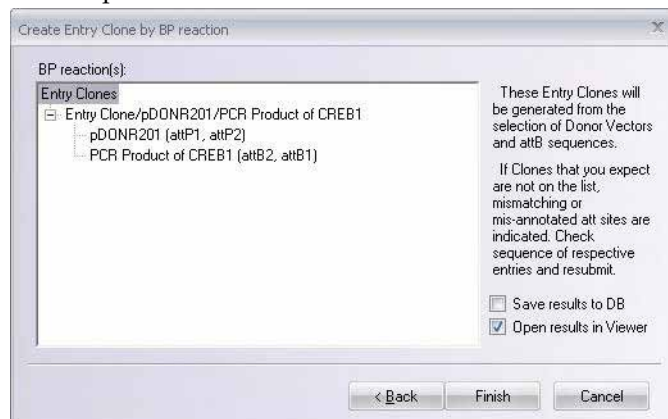 Create Entry Clone by BP reaction
x
BP reaction(s):
Entry Clones
Entry Clone/pDONR201/PCR Product of CREB1
pDONR201 (attP1, attP2)
PCR Product of CREB1 (attB2, attB1)
These Entry Clones will
be generated from the
selection of Donor Vectors
and attB sequences.
If Clones that you expect
are not on the list,
mismatching or
mis-annotated att sites are
indicated. Check
sequence of respective
entries and resubmit.
Save results to DB
Open results in Viewer
< Back
Finish
Cancel